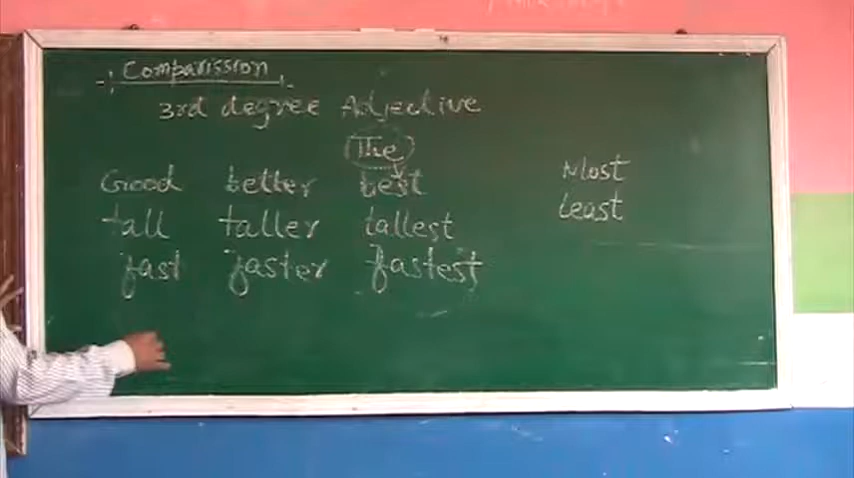 Comparission
3rd degree Adjective
The
Good better best Most
tall taller tallest Least
fast faster fastest